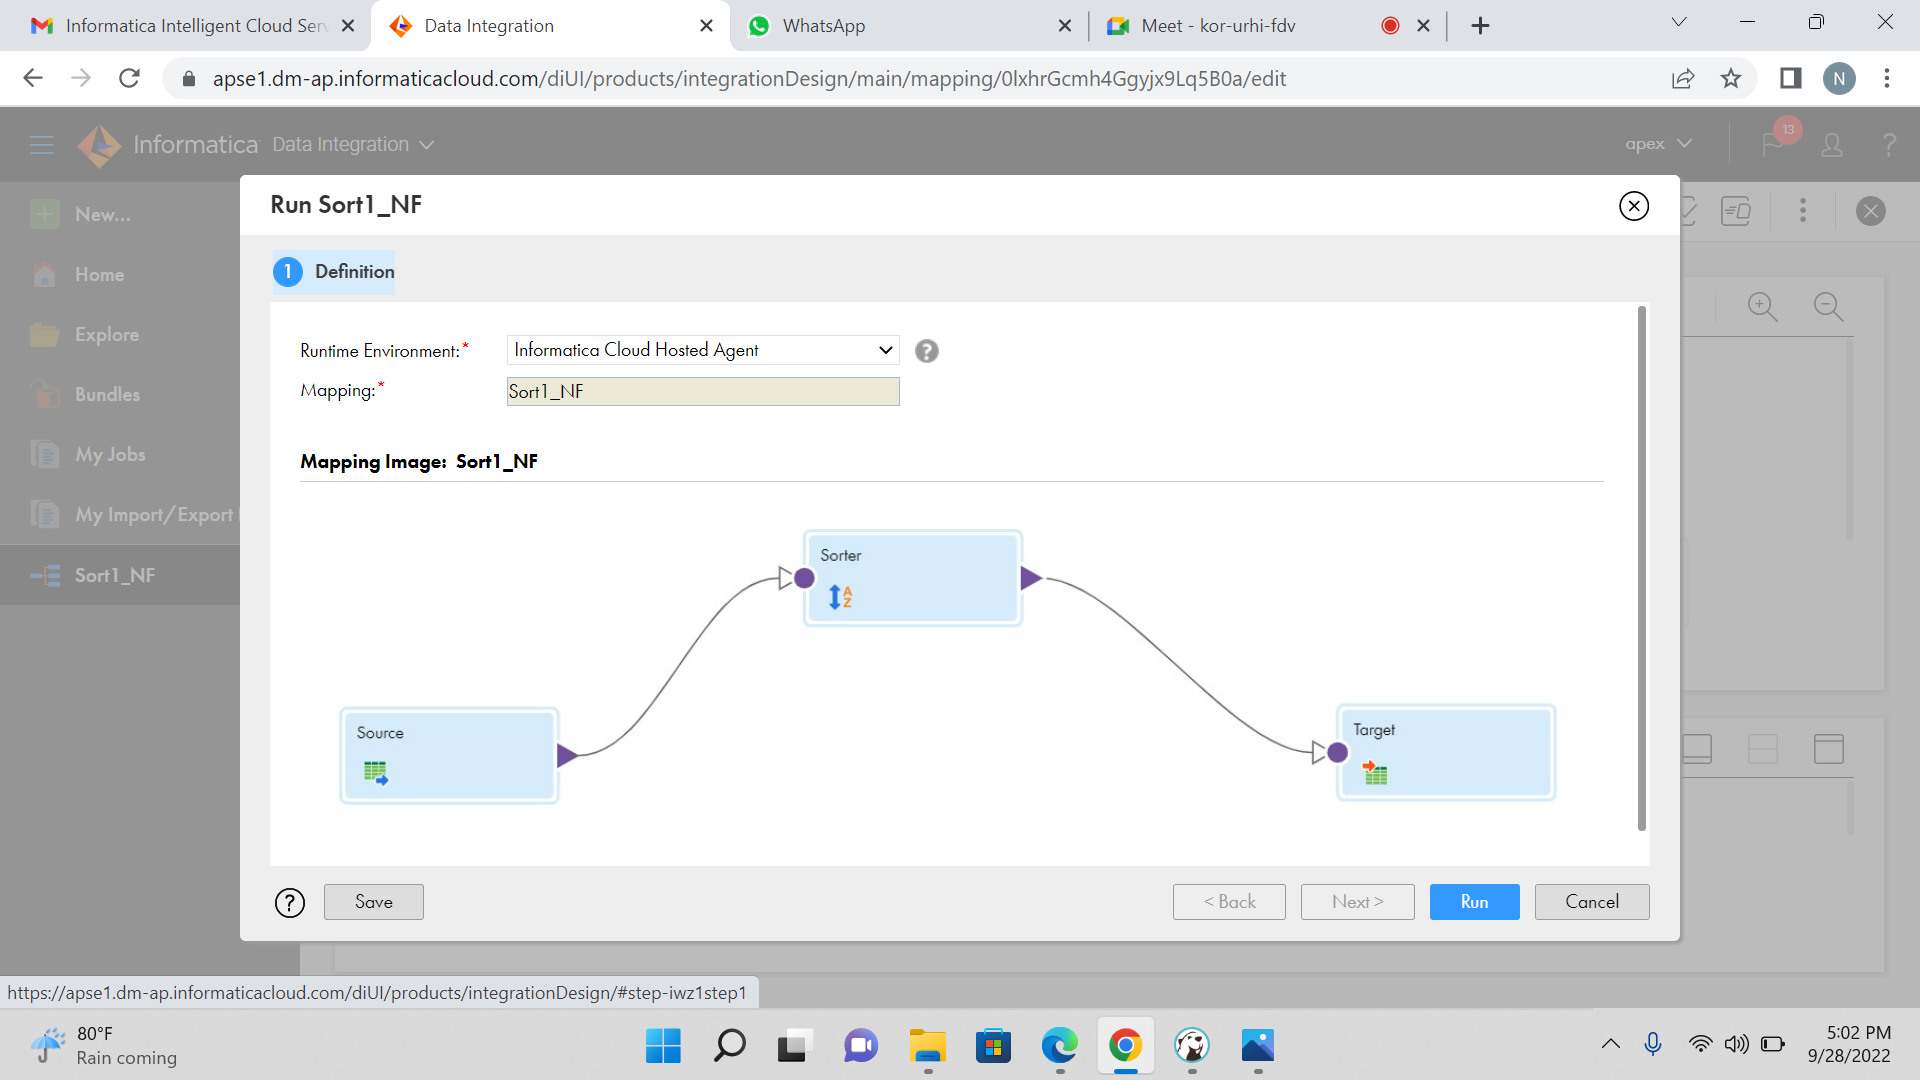 Informatica Intelligent Cloud Serv
Data Integration
WhatsApp
Meet - kor-urhi-fdv
apse1.dm-ap.informaticacloud.com/diUI/products/integrationDesign/main/mapping/0lxhrGcmh4Ggyjx9Lq5B0a/edit
N
Informatica Data Integration
apex
13
?
New...
Home
Explore
Bundles
My Jobs
My Import/Export
Sort1_NF
Run Sort1_NF
1 Definition
Runtime Environment:* Informatica Cloud Hosted Agent ?
Mapping:* Sort1_NF
Mapping Image: Sort1_NF
Sorter
A
Z
Source
Target
? Save < Back Next > Run Cancel
https://apse1.dm-ap.informaticacloud.com/diUI/products/integrationDesign/#step-iwz1step1
80°F
Rain coming
5:02 PM
9/28/2022